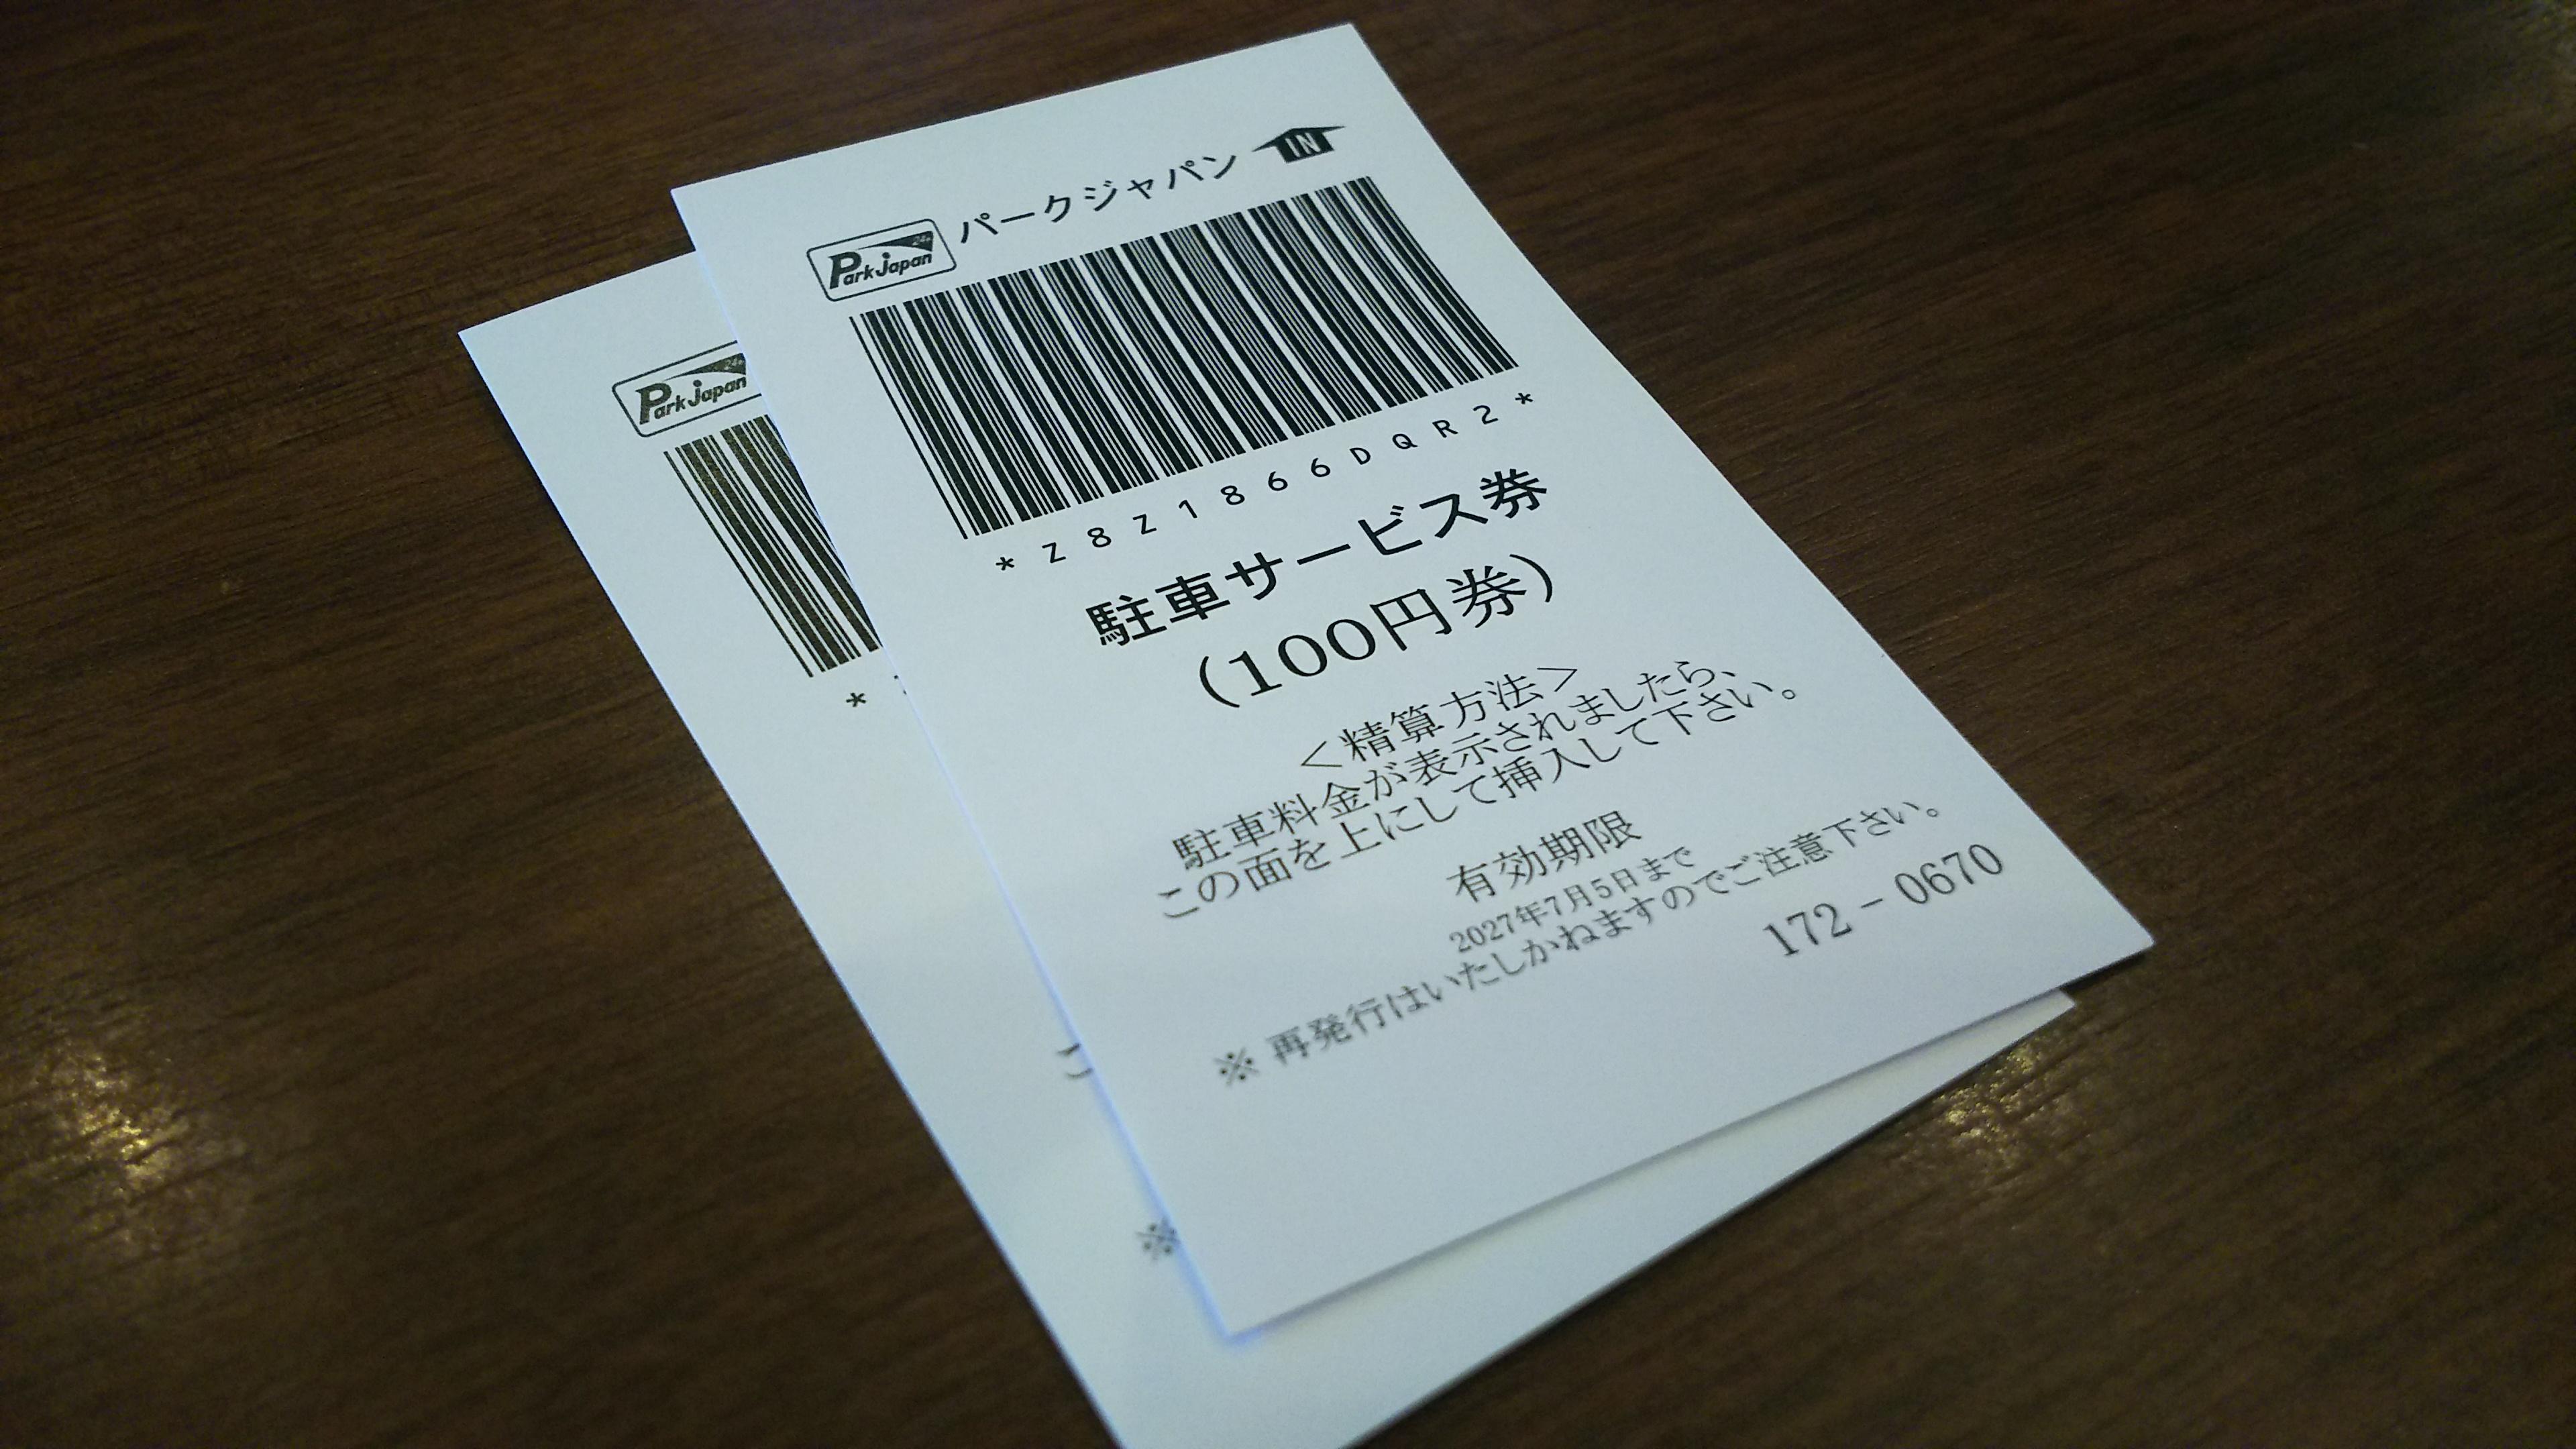 パークジャパン IN
24h
Park Japan
*Z8Z1866DQR2*
駐車サービス券
(100円券)
<精算方法>
駐車料金が表示されましたら、
この面を上にして挿入して下さい。
有効期限
2027年7月5日まで
※ 再発行はいたしかねますのでご注意下さい。
172-0670
24h
Park Japan
*
こ
※